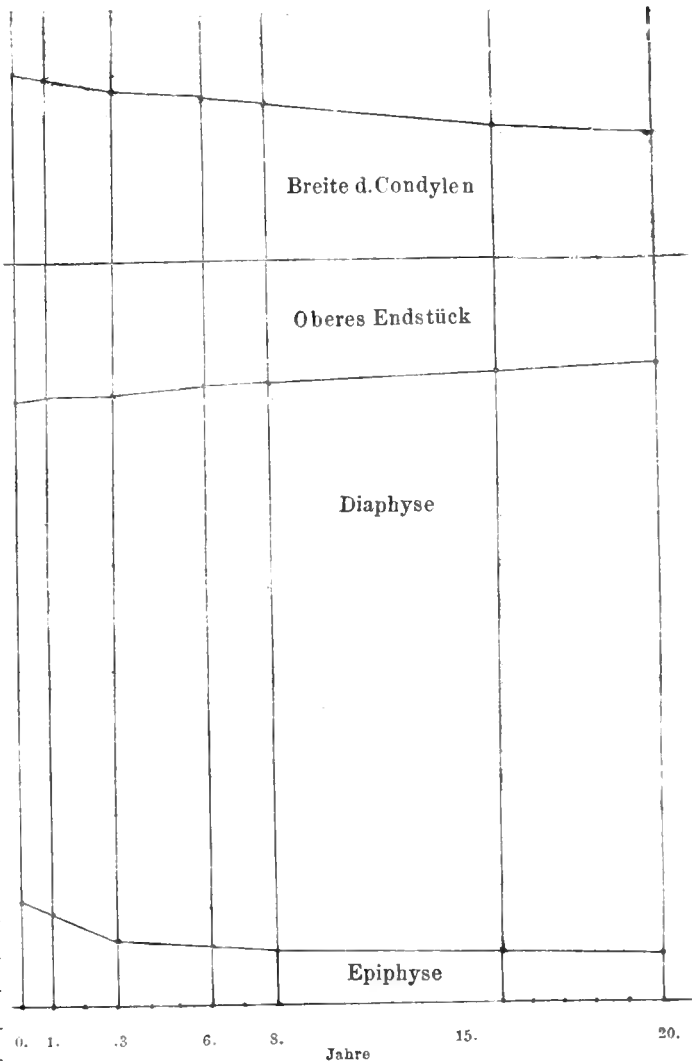 Breite d. Condylen
Oberes Endstück
Diaphyse
Epiphyse
0. 1. .3 6. 8. 15. 20.
Jahre